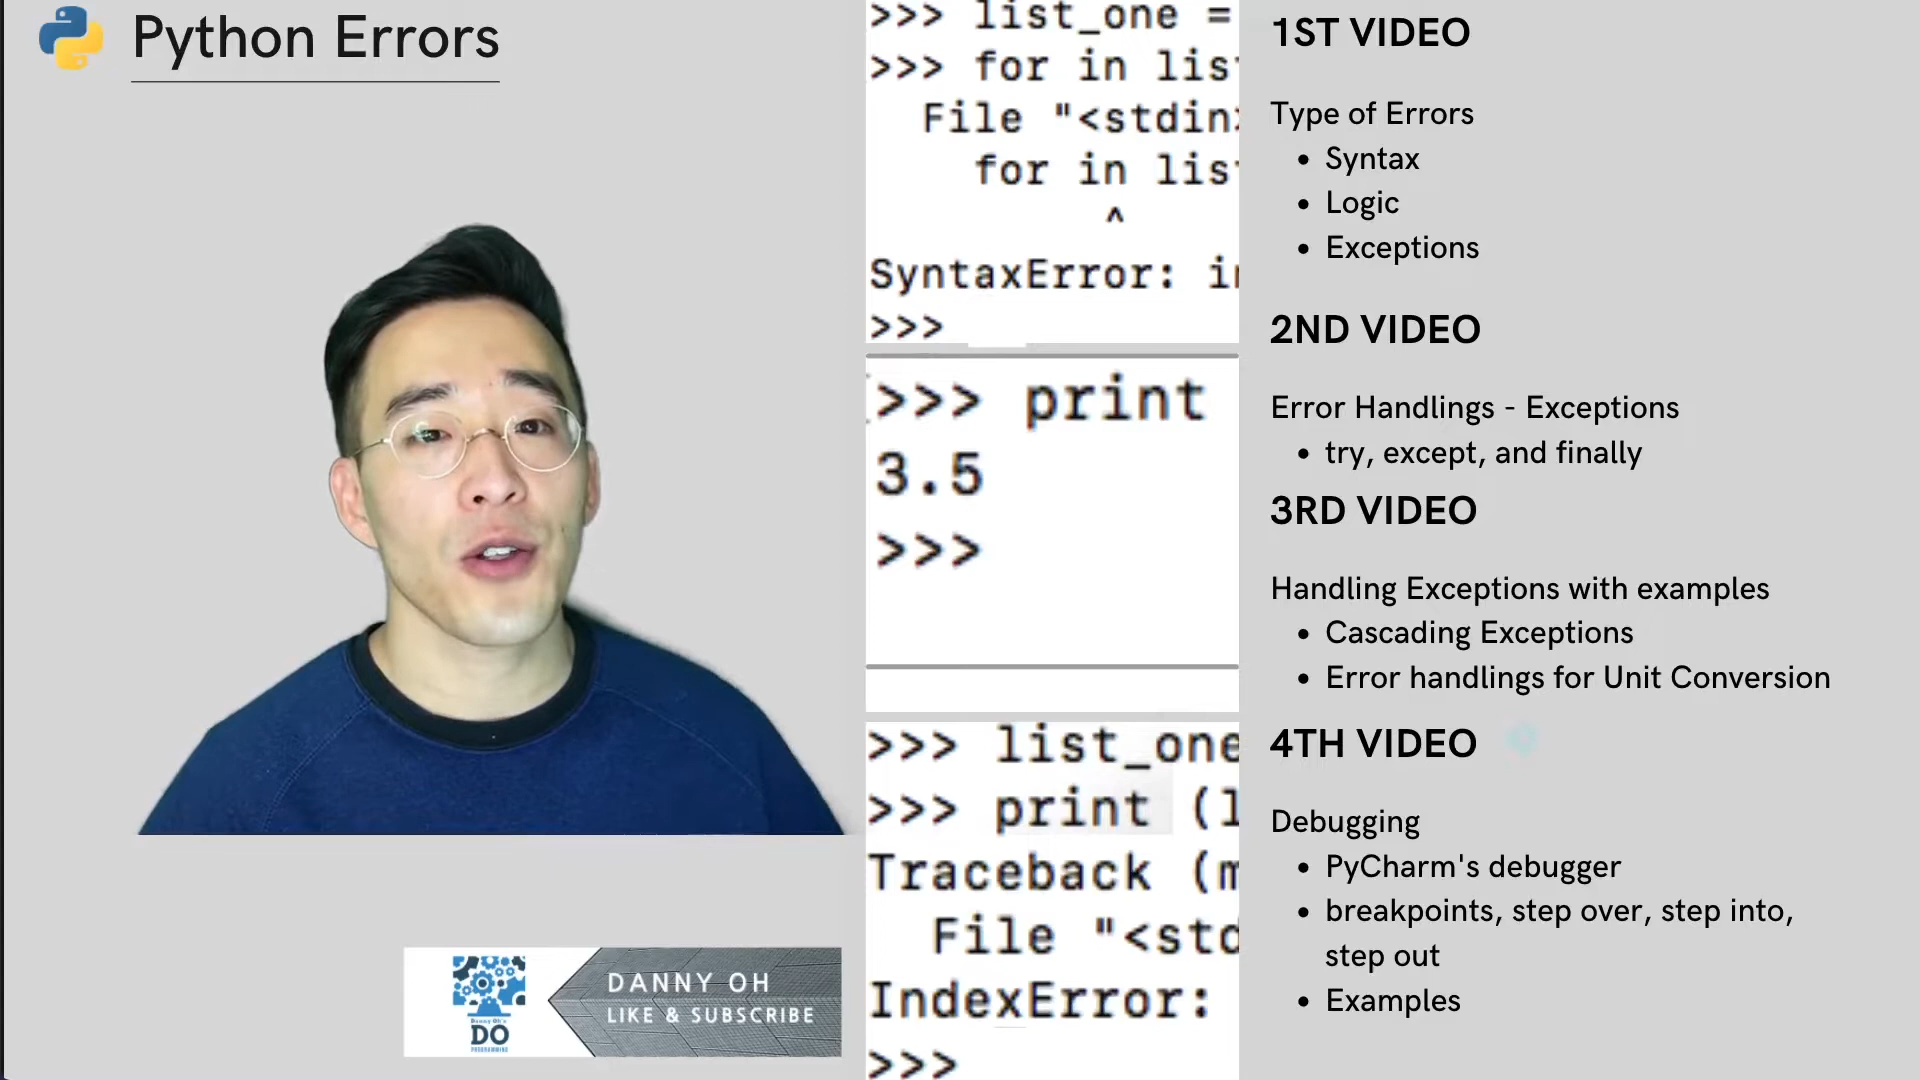 Python Errors
>>> list_one =
>>> for in lis
File "<stdin>
for in lis
^
SyntaxError: i
>>>
>>> print
3.5
>>>
>>> list_one
>>> print (l
Traceback (m
File "<std
IndexError:
>>>
1ST VIDEO
Type of Errors
• Syntax
• Logic
• Exceptions
2ND VIDEO
Error Handlings - Exceptions
• try, except, and finally
3RD VIDEO
Handling Exceptions with examples
• Cascading Exceptions
• Error handlings for Unit Conversion
4TH VIDEO
Debugging
• PyCharm's debugger
• breakpoints, step over, step into,
step out
• Examples
Danny Oh's
DO
PROGRAMMING
DANNY OH
LIKE & SUBSCRIBE